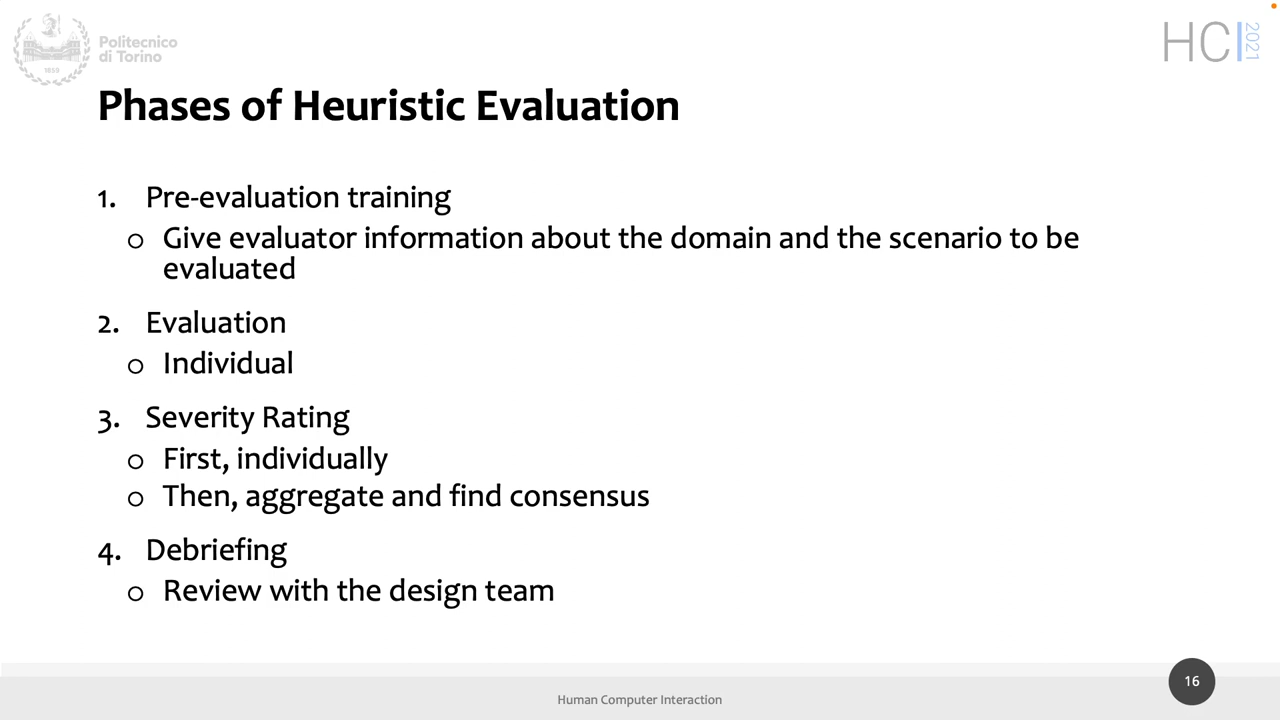 Politecnico
di Torino
1859
HCI 2021
Phases of Heuristic Evaluation
1. Pre-evaluation training
o Give evaluator information about the domain and the scenario to be
evaluated
2. Evaluation
o Individual
3. Severity Rating
o First, individually
o Then, aggregate and find consensus
4. Debriefing
o Review with the design team
Human Computer Interaction
16